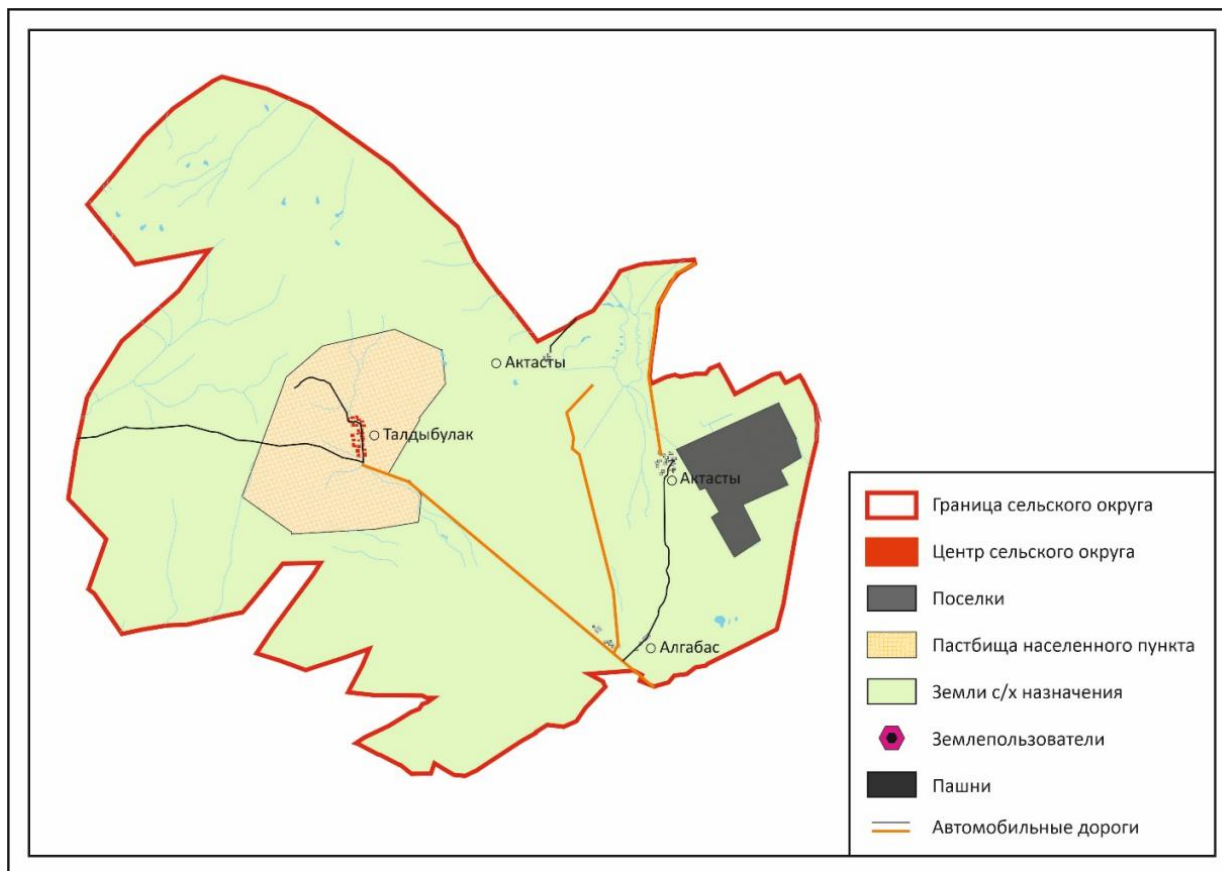 Актасты
Талдыбулак
Актасты
Алгабас
Граница сельского округа
Центр сельского округа
Поселки
Пастбища населенного пункта
Земли с/х назначения
Землепользователи
Пашни
Автомобильные дороги